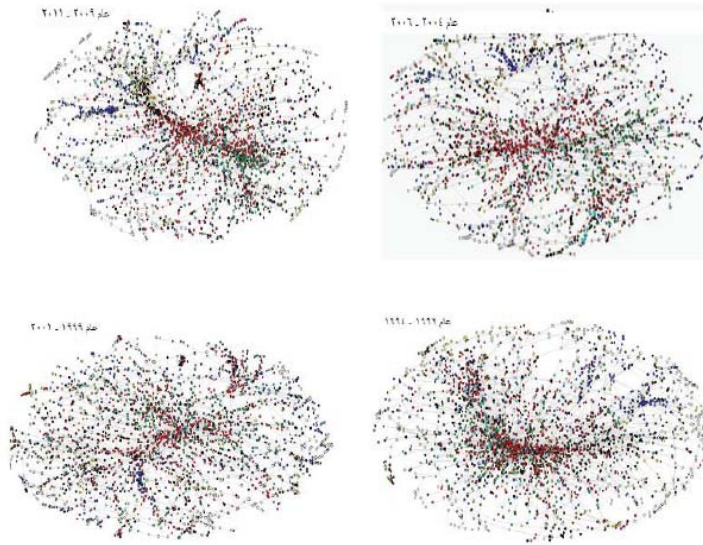 عام ٢٠٠٤ ـ ٢٠٠٦
عام ٢٠٠٩ ـ ٢٠١١
عام ١٩٩٦ ـ ١٩٩٤
عام ١٩٩٩ ـ ٢٠٠١